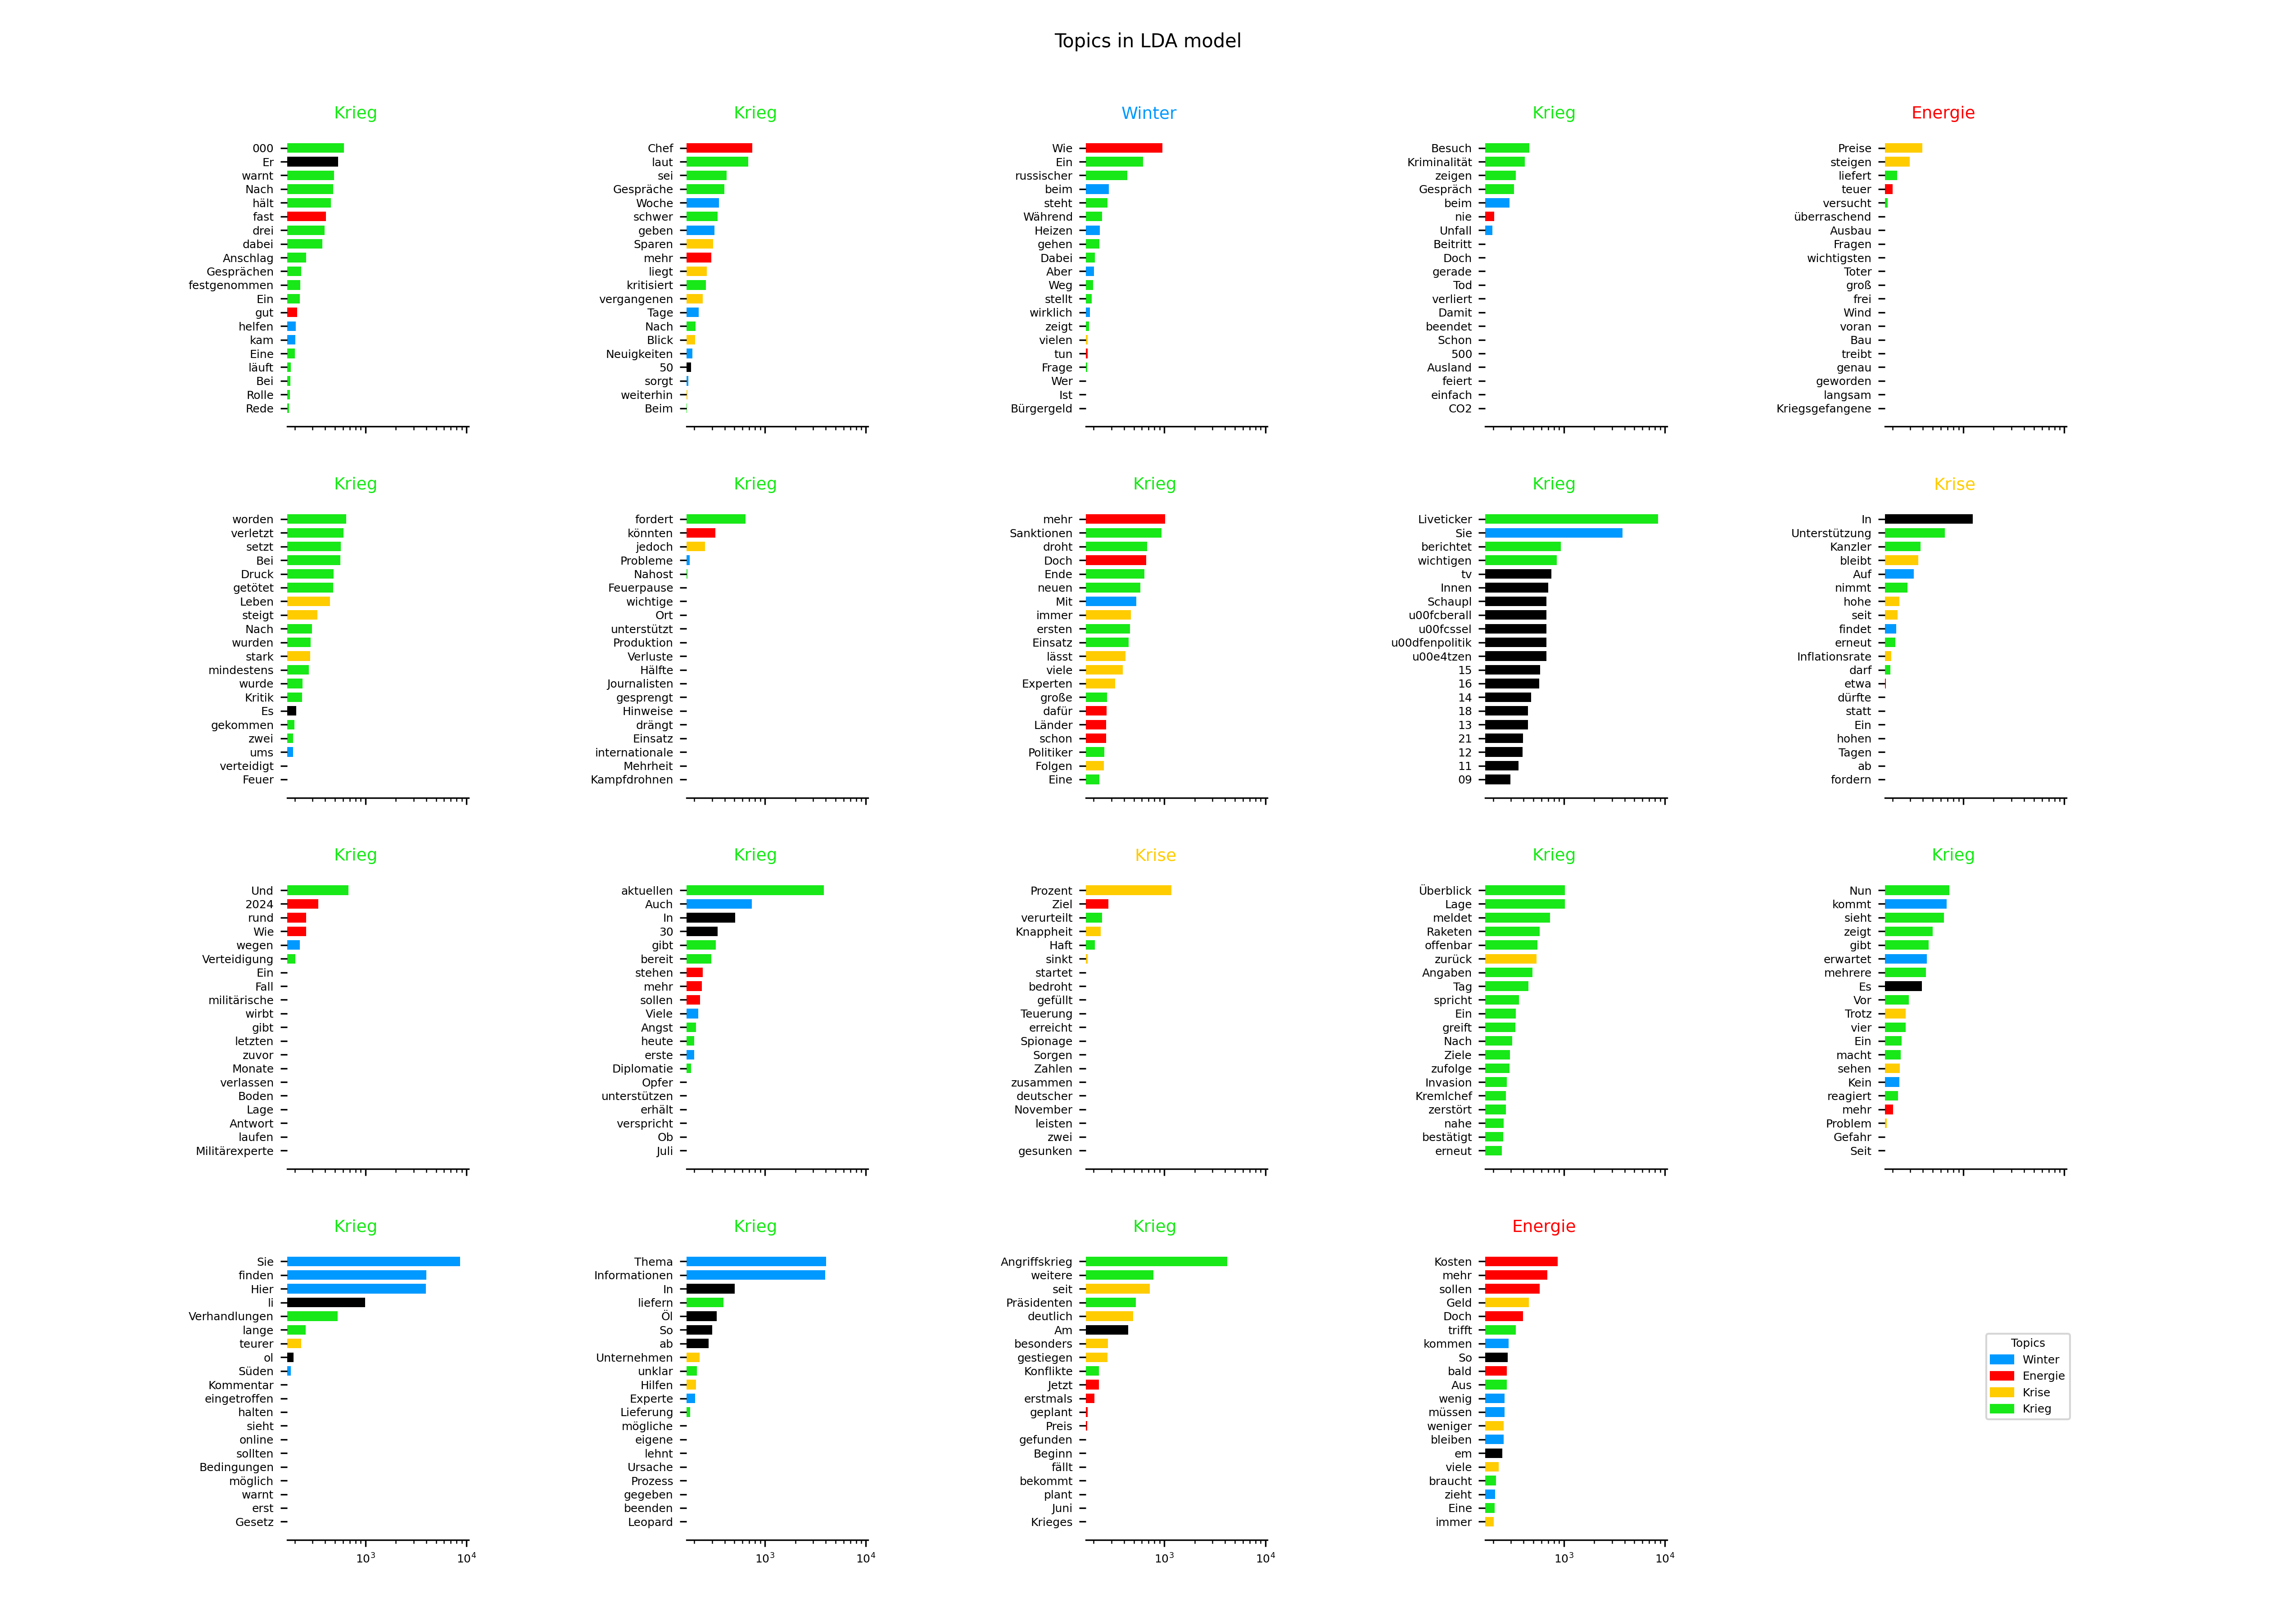 Topics in LDA model
Krieg
000
Er
warnt
Nach
hält
fast
drei
dabei
Anschlag
Gesprächen
festgenommen
Ein
gut
helfen
kam
Eine
läuft
Bei
Rolle
Rede
Krieg
Chef
laut
sei
Gespräche
Woche
schwer
geben
Sparen
mehr
liegt
kritisiert
vergangenen
Tage
Nach
Blick
Neuigkeiten
50
sorgt
weiterhin
Beim
Winter
Wie
Ein
russischer
beim
steht
Während
Heizen
gehen
Dabei
Aber
Weg
stellt
wirklich
zeigt
vielen
tun
Frage
Wer
Ist
Bürgergeld
Krieg
Besuch
Kriminalität
zeigen
Gespräch
beim
nie
Unfall
Beitritt
Doch
gerade
Tod
verliert
Damit
beendet
Schon
500
Ausland
feiert
einfach
CO2
Energie
Preise
steigen
liefert
teuer
versucht
überraschend
Ausbau
Fragen
wichtigsten
Toter
groß
frei
Wind
voran
Bau
treibt
genau
geworden
langsam
Kriegsgefangene
Krieg
worden
verletzt
setzt
Bei
Druck
getötet
Leben
steigt
Nach
wurden
stark
mindestens
wurde
Kritik
Es
gekommen
zwei
ums
verteidigt
Feuer
Krieg
fordert
könnten
jedoch
Probleme
Nahost
Feuerpause
wichtige
Ort
unterstützt
Produktion
Verluste
Hälfte
Journalisten
gesprengt
Hinweise
drängt
Einsatz
internationale
Mehrheit
Kampfdrohnen
Krieg
mehr
Sanktionen
droht
Doch
Ende
neuen
Mit
immer
ersten
Einsatz
lässt
viele
Experten
große
dafür
Länder
schon
Politiker
Folgen
Eine
Krieg
Liveticker
Sie
berichtet
wichtigen
tv
Innen
Schaupl
u00fcberall
u00fcssel
u00dfenpolitik
u00e4tzen
15
16
14
18
13
21
12
11
09
Krise
In
Unterstützung
Kanzler
bleibt
Auf
nimmt
hohe
seit
findet
erneut
Inflationsrate
darf
etwa
dürfte
statt
Ein
hohen
Tagen
ab
fordern
Krieg
Und
2024
rund
Wie
wegen
Verteidigung
Ein
Fall
militärische
wirbt
gibt
letzten
zuvor
Monate
verlassen
Boden
Lage
Antwort
laufen
Militärexperte
Krieg
aktuellen
Auch
In
30
gibt
bereit
stehen
mehr
sollen
Viele
Angst
heute
erste
Diplomatie
Opfer
unterstützen
erhält
verspricht
Ob
Juli
Krise
Prozent
Ziel
verurteilt
Knappheit
Haft
sinkt
startet
bedroht
gefüllt
Teuerung
erreicht
Spionage
Sorgen
Zahlen
zusammen
deutscher
November
leisten
zwei
gesunken
Krieg
Überblick
Lage
meldet
Raketen
offenbar
zurück
Angaben
Tag
spricht
Ein
greift
Nach
Ziele
zufolge
Invasion
Kremlchef
zerstört
nahe
bestätigt
erneut
Krieg
Nun
kommt
sieht
zeigt
gibt
erwartet
mehrere
Es
Vor
Trotz
vier
Ein
macht
sehen
Kein
reagiert
mehr
Problem
Gefahr
Seit
Krieg
Sie
finden
Hier
li
Verhandlungen
lange
teurer
ol
Süden
Kommentar
eingetroffen
halten
sieht
online
sollten
Bedingungen
möglich
warnt
erst
Gesetz
10³
10⁴
Krieg
Thema
Informationen
In
liefern
Öl
So
ab
Unternehmen
unklar
Hilfen
Experte
Lieferung
mögliche
eigene
lehnt
Ursache
Prozess
gegeben
beenden
Leopard
10³
10⁴
Krieg
Angriffskrieg
weitere
seit
Präsidenten
deutlich
Am
besonders
gestiegen
Konflikte
Jetzt
erstmals
geplant
Preis
gefunden
Beginn
fällt
bekommt
plant
Juni
Krieges
10³
10⁴
Energie
Kosten
mehr
sollen
Geld
Doch
trifft
kommen
So
bald
Aus
wenig
müssen
weniger
bleiben
em
viele
braucht
zieht
Eine
immer
10³
10⁴
Topics
Winter
Energie
Krise
Krieg